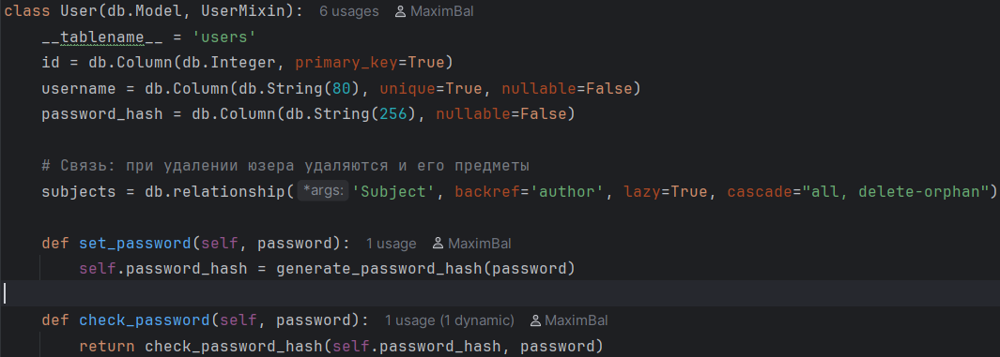 class User(db.Model, UserMixin): 6 usages MaximBal
__tablename__ = 'users'
id = db.Column(db.Integer, primary_key=True)
username = db.Column(db.String(80), unique=True, nullable=False)
password_hash = db.Column(db.String(256), nullable=False)
# Связь: при удалении юзера удаляются и его предметы
subjects = db.relationship( *args: 'Subject', backref='author', lazy=True, cascade="all, delete-orphan")
def set_password(self, password): 1 usage MaximBal
self.password_hash = generate_password_hash(password)
def check_password(self, password): 1 usage (1 dynamic) MaximBal
return check_password_hash(self.password_hash, password)